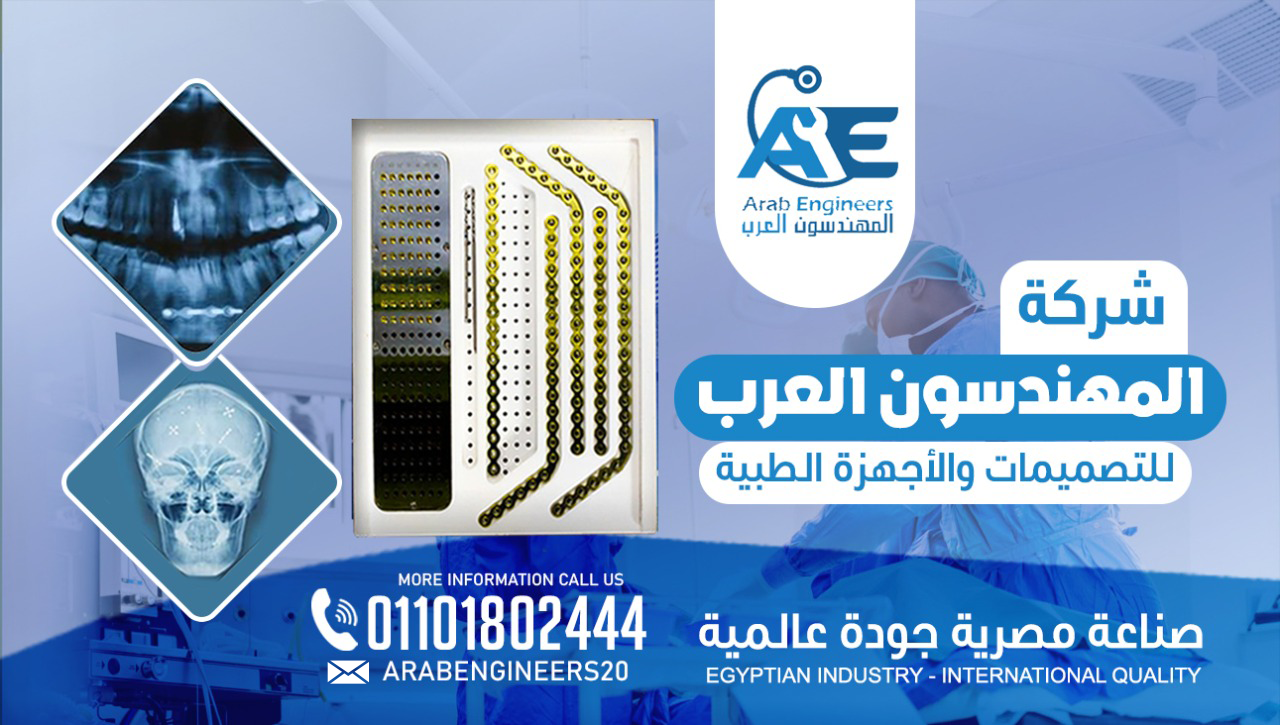 AE
Arab Engineers
المهندسون العرب
شركة
المهندسون العرب
للتصميمات والأجهزة الطبية
MORE INFORMATION CALL US
01101802444
ARABENGINEERS20
صناعة مصرية جودة عالمية
EGYPTIAN INDUSTRY - INTERNATIONAL QUALITY